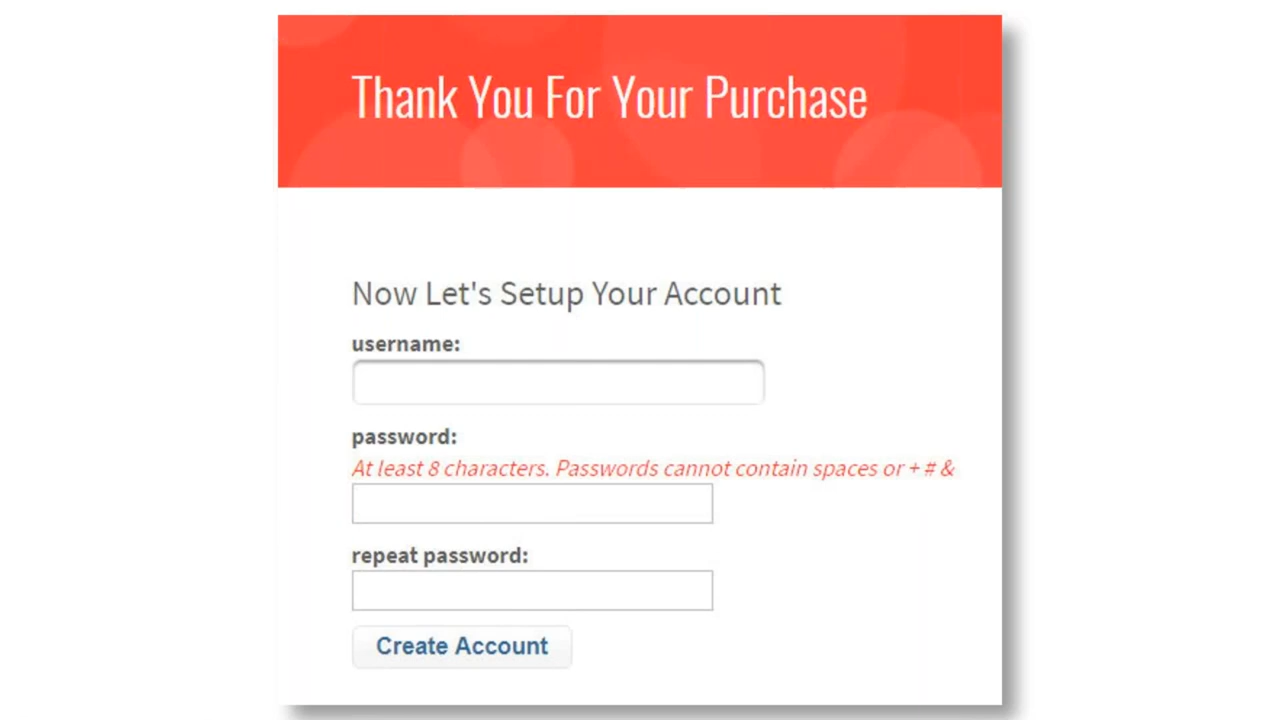 Thank You For Your Purchase
Now Let's Setup Your Account
username:
password:
At least 8 characters. Passwords cannot contain spaces or + # &
repeat password:
Create Account